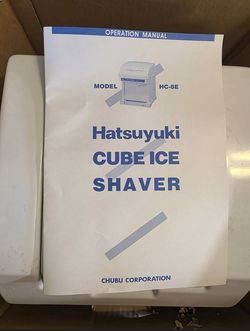 OPERATION MANUAL
MODEL HC-8E
Hatsuyuki
CUBE ICE
SHAVER
CHUBU CORPORATION